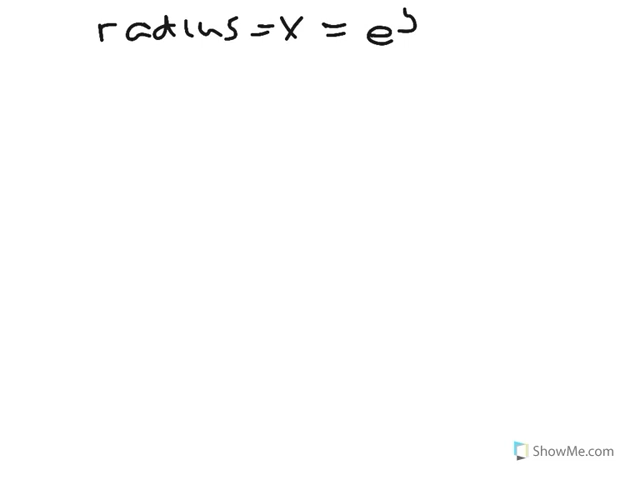 radius = x = e^y
ShowMe.com